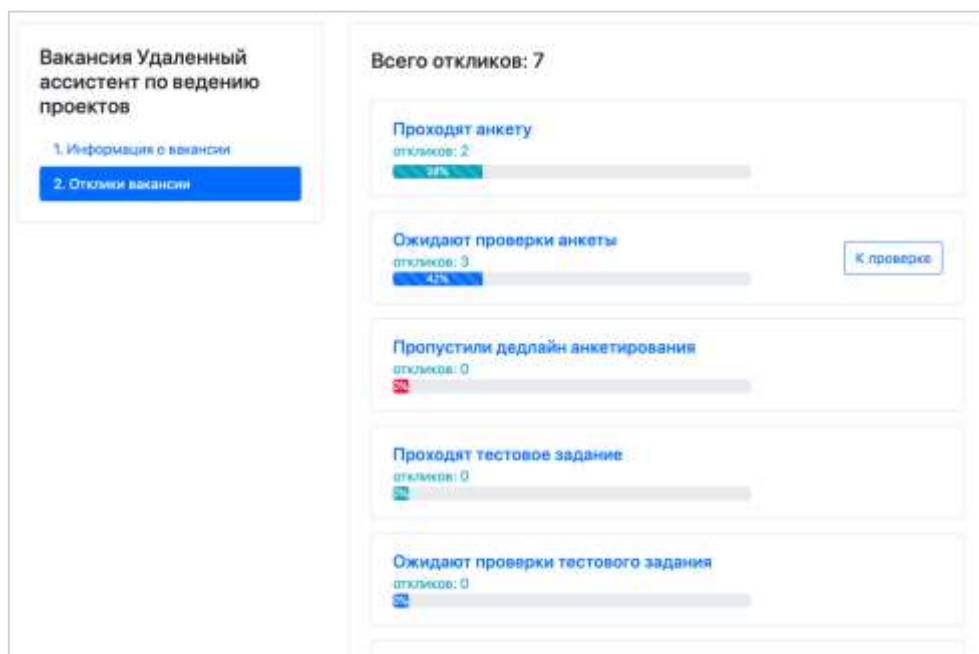 Вакансия Удаленный
ассистент по ведению
проектов
1. Информация о вакансии
2. Отклики вакансии
Всего откликов: 7
Проходят анкету
откликов: 2
Ожидают проверки анкеты
откликов: 3
42%
К проверке
Пропустили дедлайн анкетирования
откликов: 0
0%
Проходят тестовое задание
откликов: 0
0%
Ожидают проверки тестового задания
откликов: 0
0%